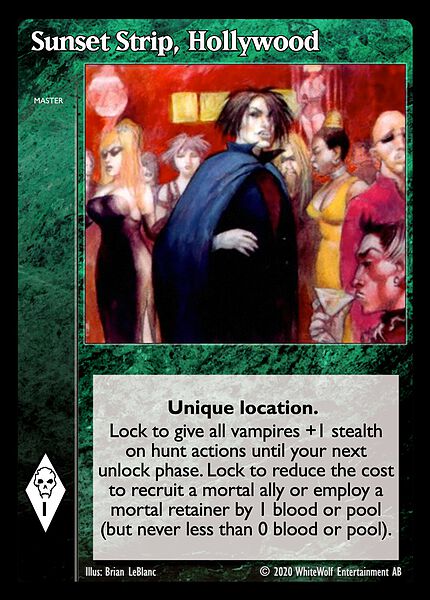 Sunset Strip, Hollywood
MASTER
Unique location.
Lock to give all vampires +1 stealth
on hunt actions until your next
unlock phase. Lock to reduce the cost
to recruit a mortal ally or employ a
mortal retainer by 1 blood or pool
(but never less than 0 blood or pool).
1
Illus: Brian LeBlanc
© 2020 WhiteWolf Entertainment AB